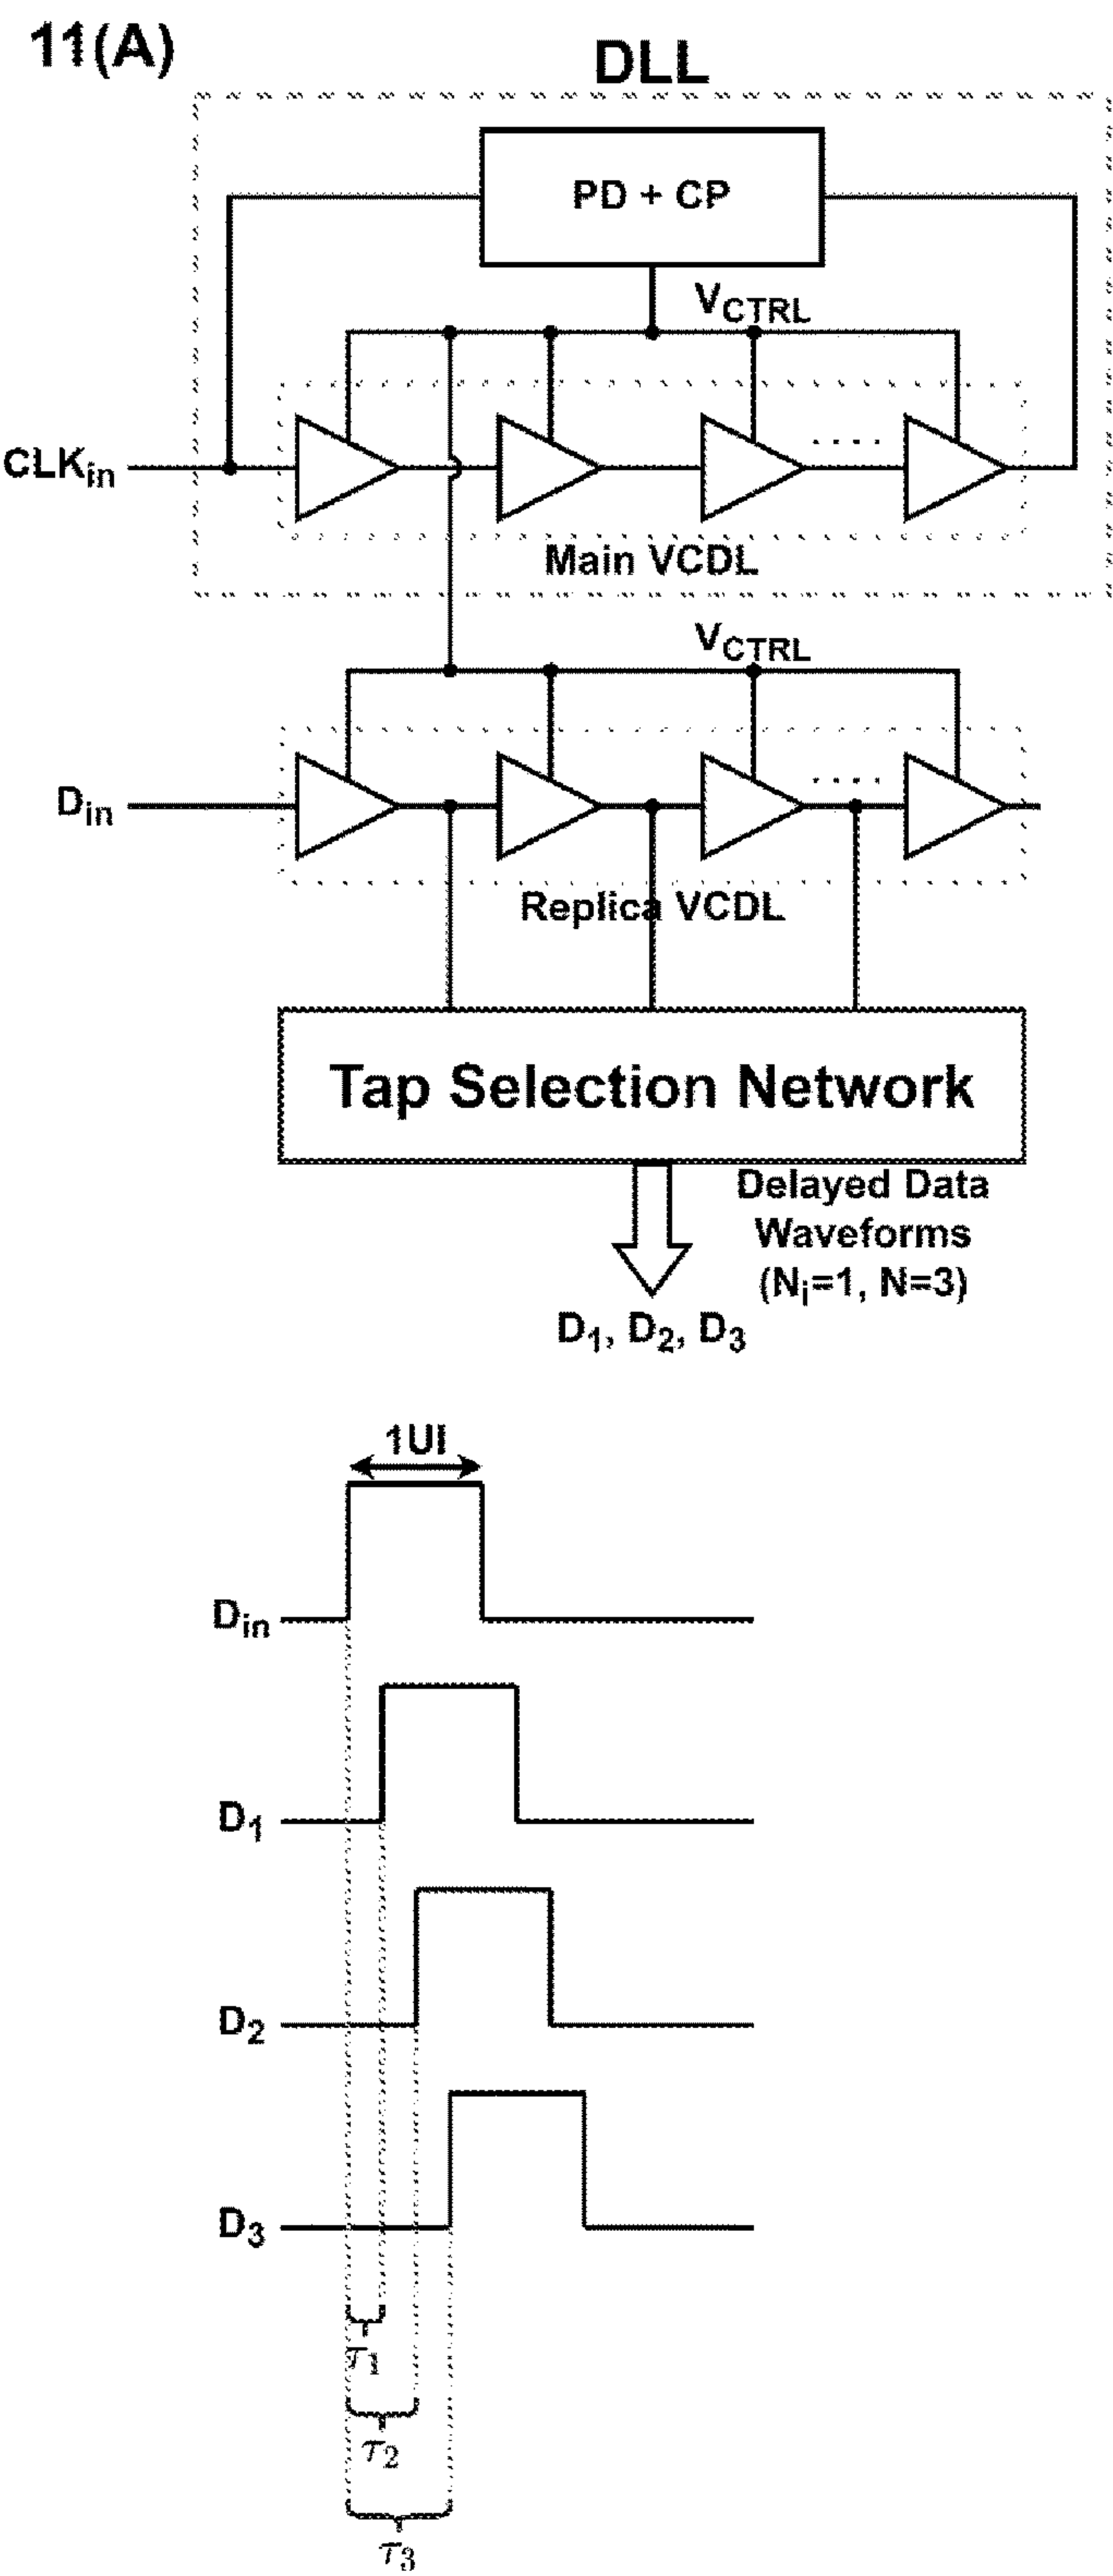 11(A)
DLL
PD + CP
VCTRL
CLKin
Main VCDL
VCTRL
Din
Replica VCDL
Tap Selection Network
Delayed Data
Waveforms
(Ni=1, N=3)
D1, D2, D3
1UI
Din
D1
D2
D3
τ1
τ2
τ3